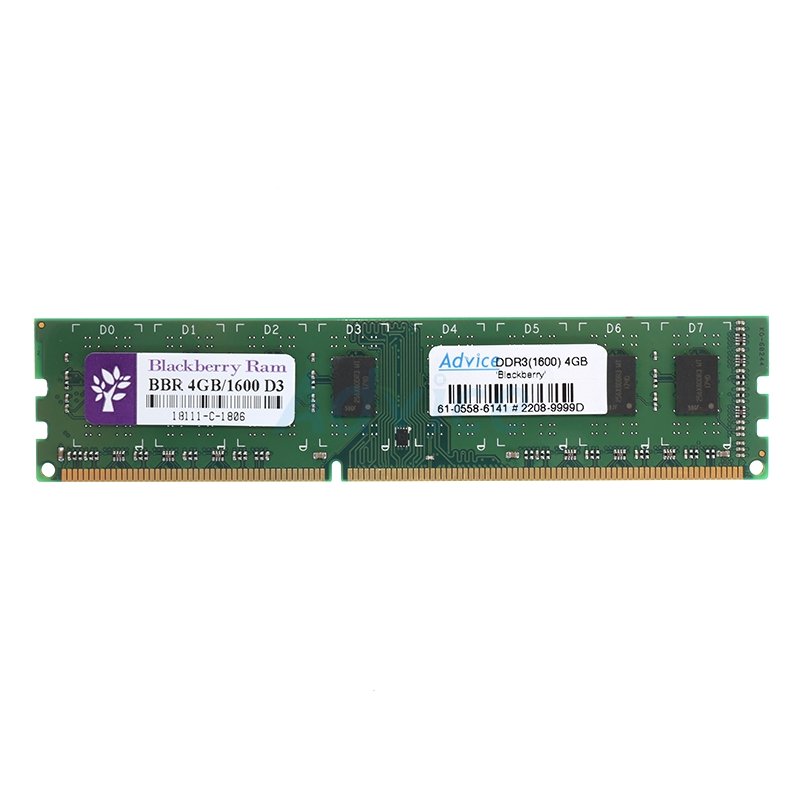 D0 D1 D2 D3 D4 D5 D6 D7
Blackberry Ram
BBR 4GB/1600 D3
18111-C-1806
Advice DDR3(1600) 4GB
'Blackberry'
61-0558-6141 # 2208-9999D